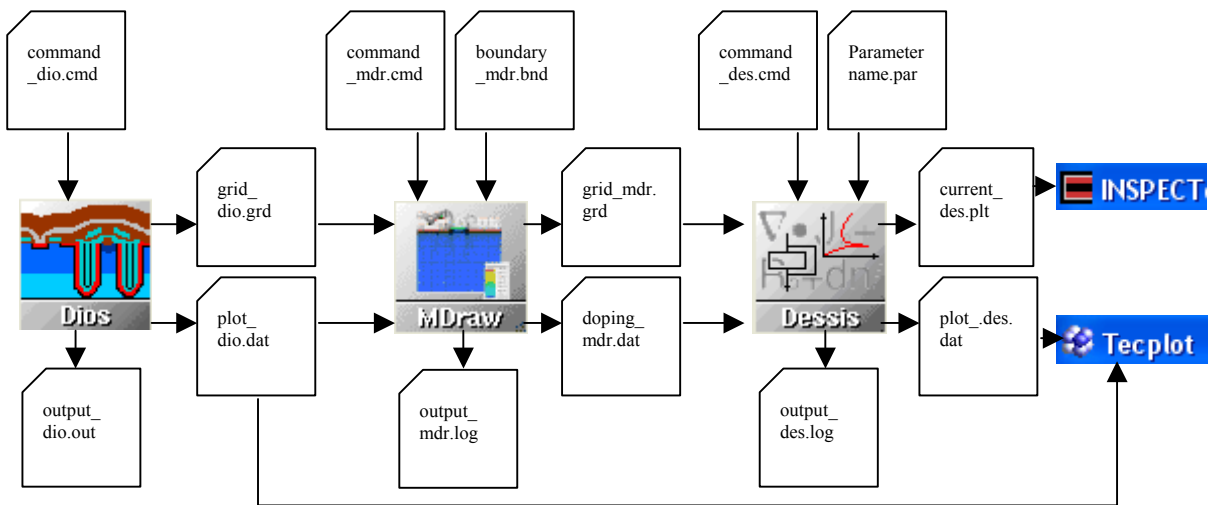 command
_dio.cmd
command
_mdr.cmd
boundary
_mdr.bnd
command
_des.cmd
Parameter
name.par
grid_
dio.grd
grid_mdr.
grd
current_
des.plt
INSPECT
Dios
MDraw
Dessis
plot_
dio.dat
doping_
mdr.dat
plot_.des.
dat
Tecplot
output_
dio.out
output_
mdr.log
output_
des.log